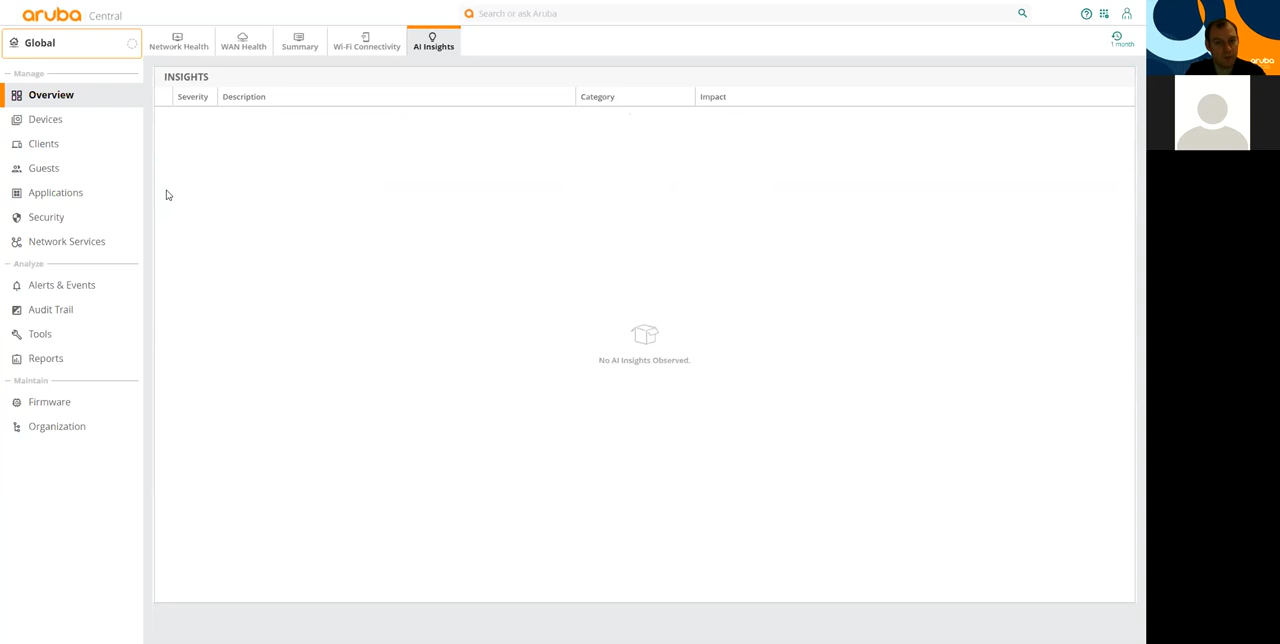 aruba Central
Search or ask Aruba
Global
Network Health
WAN Health
Summary
Wi-Fi Connectivity
AI Insights
1 month
aruba
Manage
Overview
Devices
Clients
Guests
Applications
Security
Network Services
Analyze
Alerts & Events
Audit Trail
Tools
Reports
Maintain
Firmware
Organization
INSIGHTS
Severity
Description
Category
Impact
No AI Insights Observed.